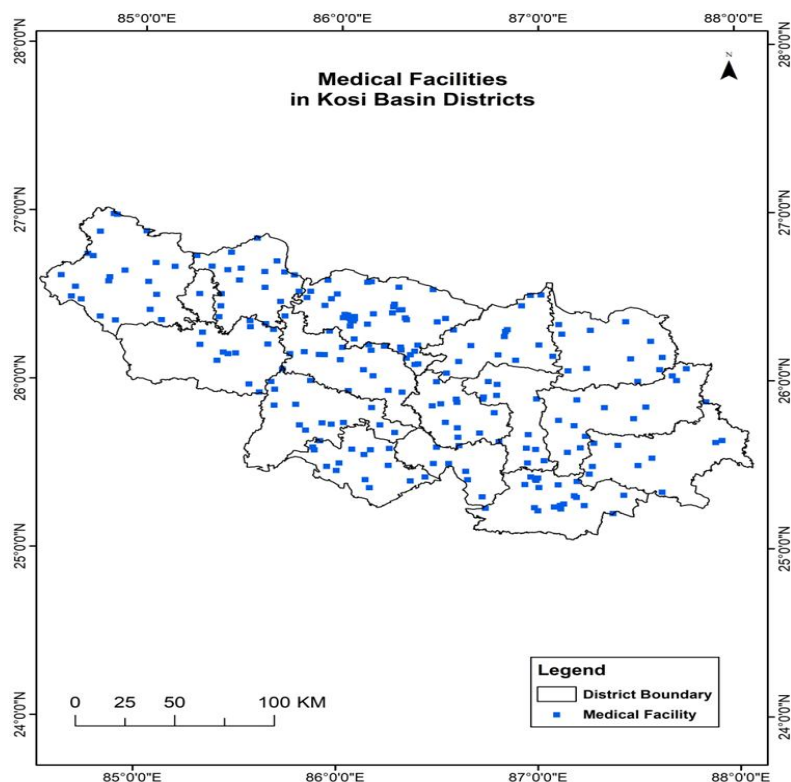 85°0'0"E 86°0'0"E 87°0'0"E 88°0'0"E
28°0'0"N 28°0'0"N
N
Medical Facilities
in Kosi Basin Districts
27°0'0"N 27°0'0"N
26°0'0"N 26°0'0"N
25°0'0"N 25°0'0"N
Legend
District Boundary
Medical Facility
0 25 50 100 KM
24°0'0"N 24°0'0"N
85°0'0"E 86°0'0"E 87°0'0"E 88°0'0"E